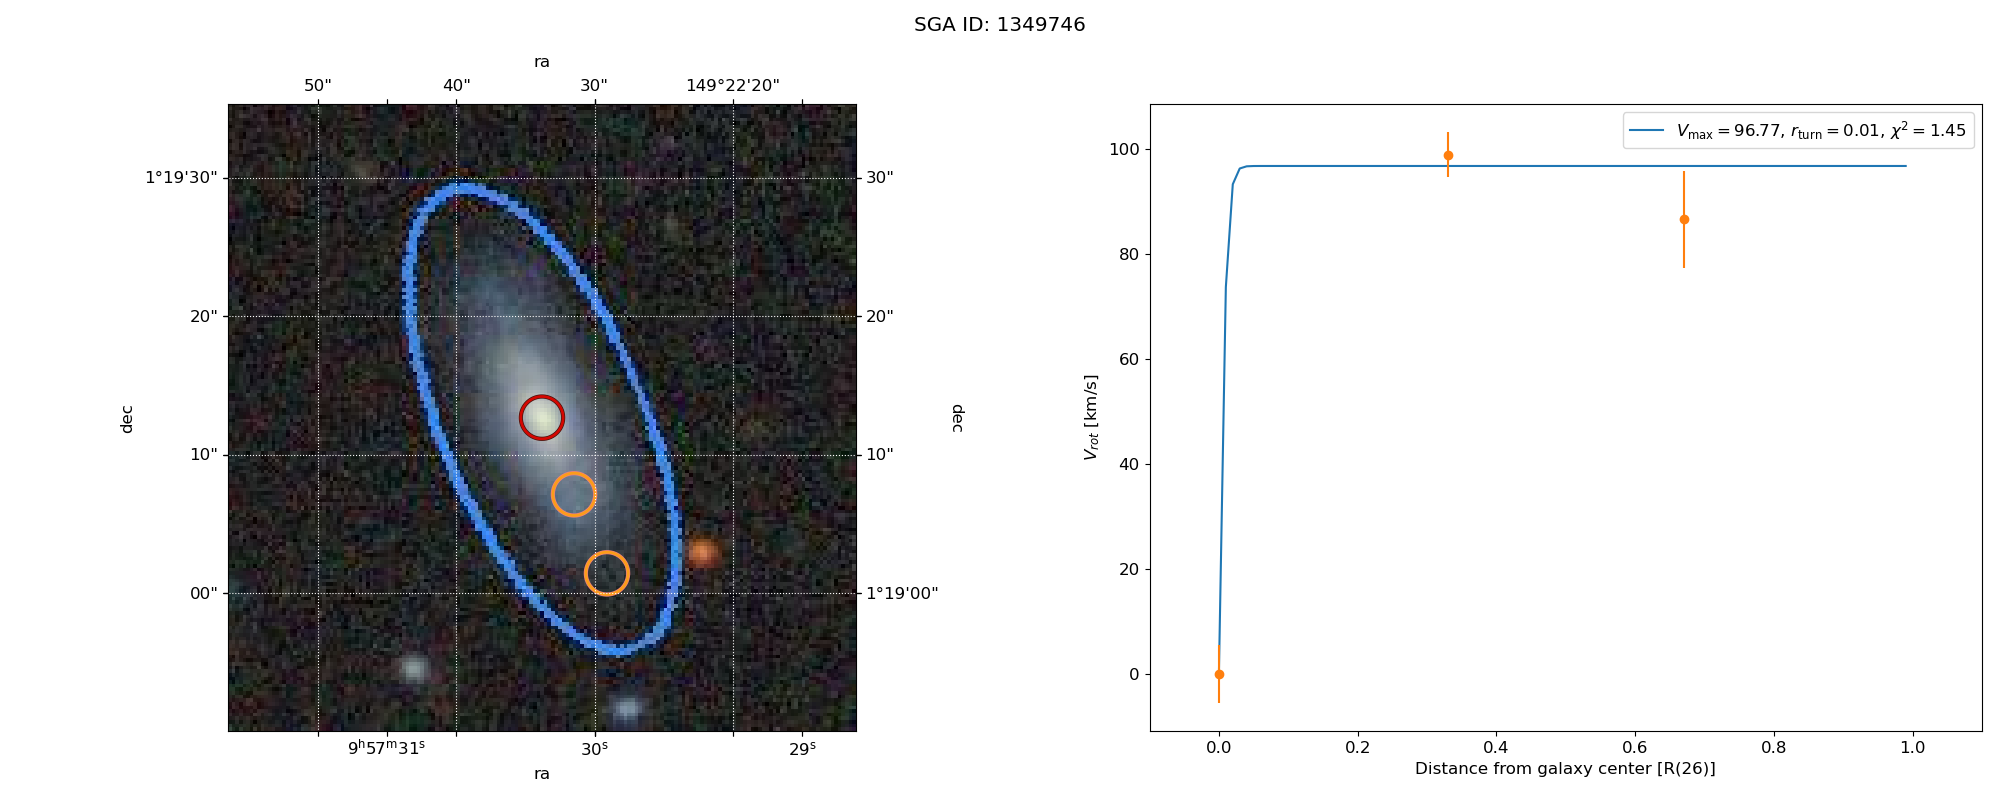 SGA ID: 1349746
ra
50" 40" 30" 149°22'20"
1°19'30" 30"
20" 20"
dec dec
10" 10"
00" 1°19'00"
9h57m31s 30s 29s
ra
Vmax = 96.77, rturn = 0.01, χ² = 1.45
100
80
60
Vrot [km/s]
40
20
0
0.0 0.2 0.4 0.6 0.8 1.0
Distance from galaxy center [R(26)]